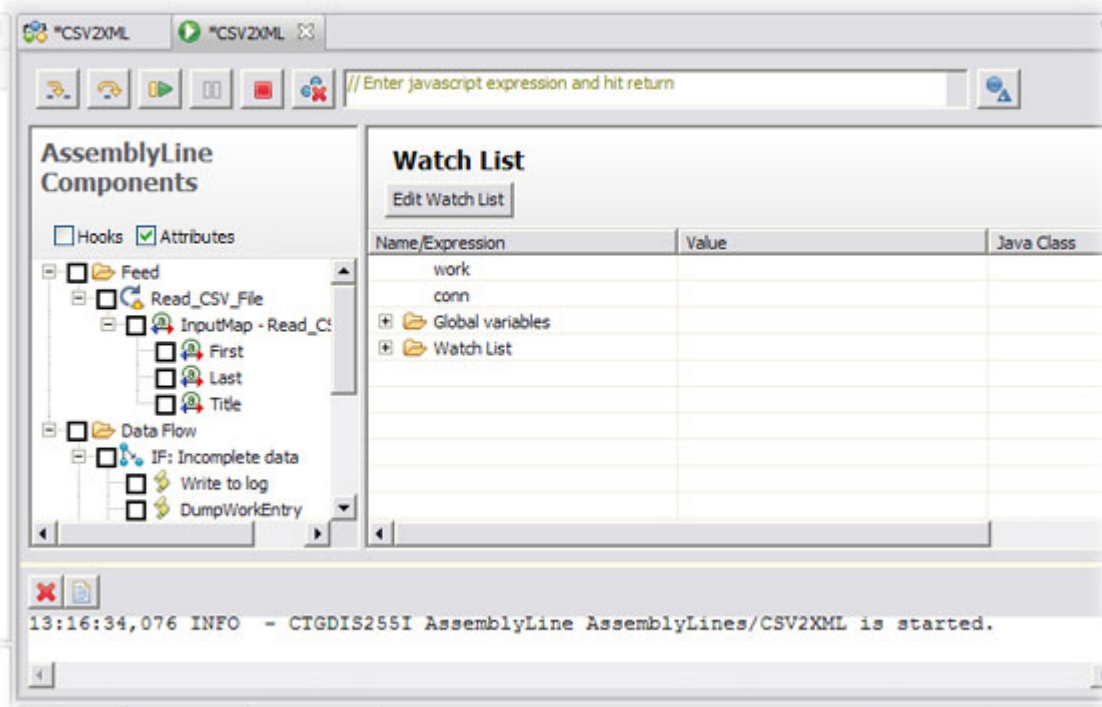 *CSV2XML
*CSV2XML
// Enter javascript expression and hit return
AssemblyLine
Components
Hooks Attributes
Feed
Read_CSV_File
InputMap - Read_CS
First
Last
Title
Data Flow
IF: Incomplete data
Write to log
DumpWorkEntry
Watch List
Edit Watch List
Name/Expression Value Java Class
work
conn
Global variables
Watch List
13:16:34,076 INFO - CTGDIS255I AssemblyLine AssemblyLines/CSV2XML is started.